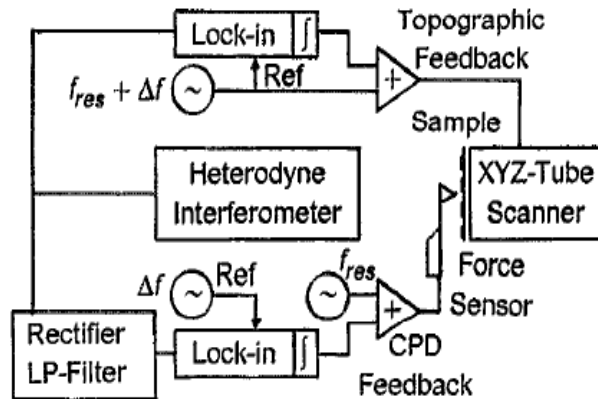 Lock-in ∫
Topographic
Feedback
f_res + Δf ~
Ref
+
Sample
Heterodyne
Interferometer
XYZ-Tube
Scanner
Δf ~
Ref
f_res
~
+
Force
Sensor
Rectifier
LP-Filter
Lock-in ∫
CPD
Feedback